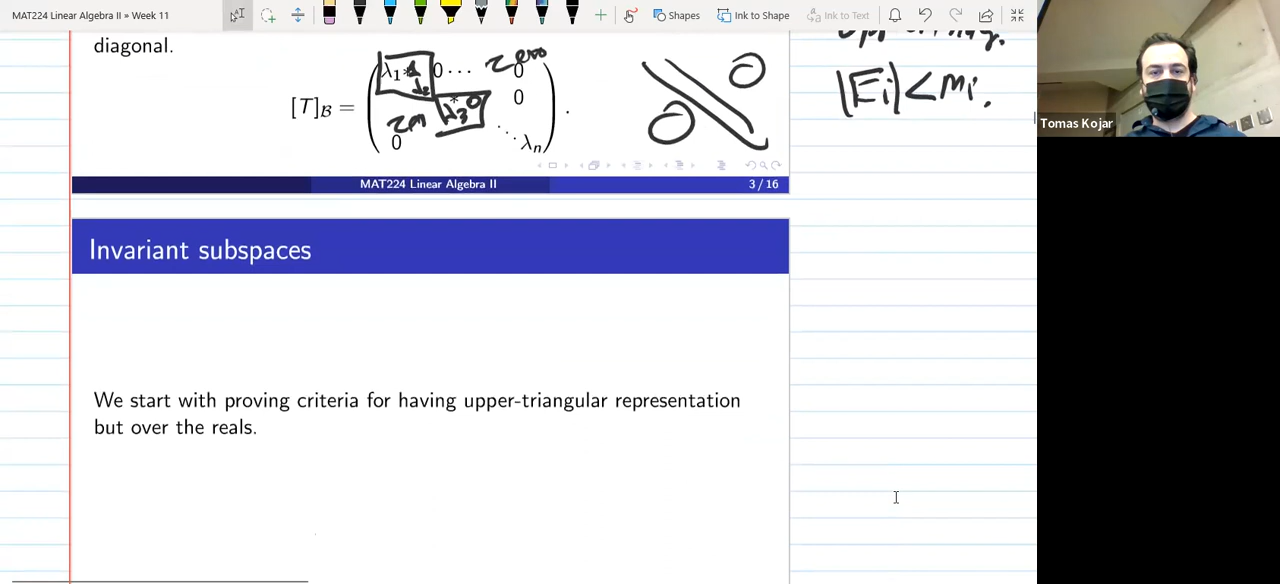 MAT224 Linear Algebra II » Week 11
Shapes
Ink to Shape
Ink to Text
Tomas Kojar
diagonal.
zero
λ1 * 0 ··· 0
[T]B = λ3 0 0
0 ⋱ λn .
|Ei| < mi.
MAT224 Linear Algebra II
3 / 16
Invariant subspaces
We start with proving criteria for having upper-triangular representation
but over the reals.